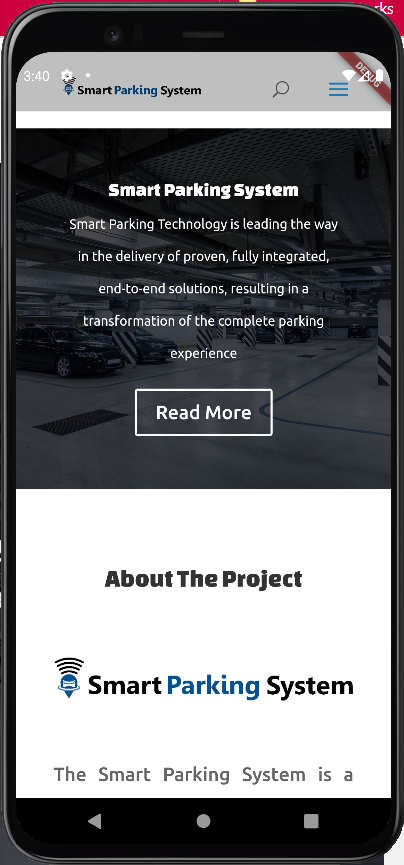 rks
3:40
DEBUG
Smart Parking System
Smart Parking System
Smart Parking Technology is leading the way
in the delivery of proven, fully integrated,
end-to-end solutions, resulting in a
transformation of the complete parking
experience
Read More
About The Project
Smart Parking System
The Smart Parking System is a